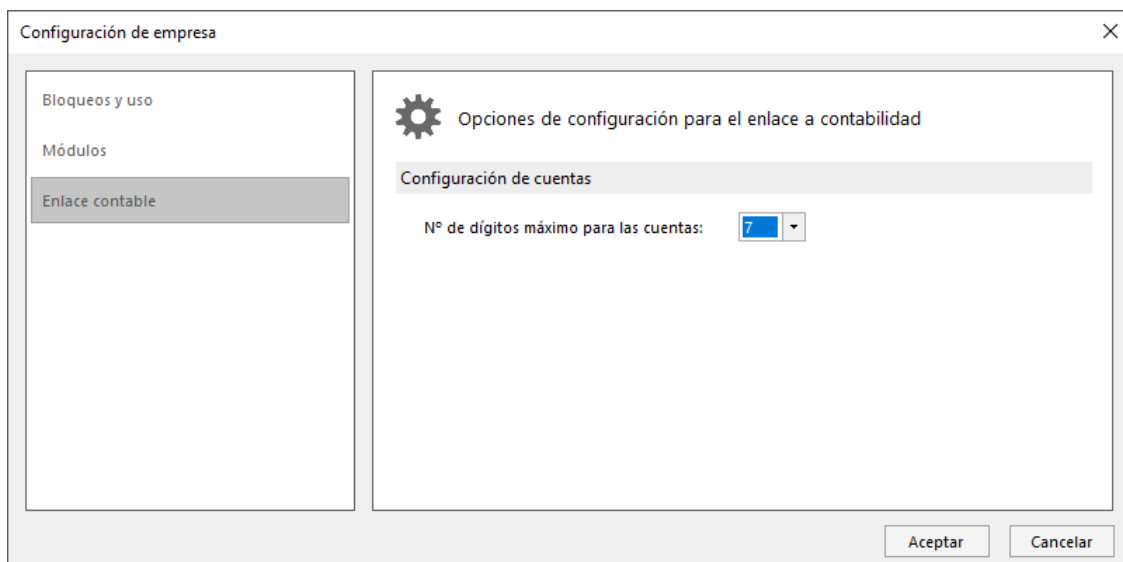 Configuración de empresa
Bloqueos y uso
Módulos
Enlace contable
Opciones de configuración para el enlace a contabilidad
Configuración de cuentas
Nº de dígitos máximo para las cuentas: 7
Aceptar Cancelar